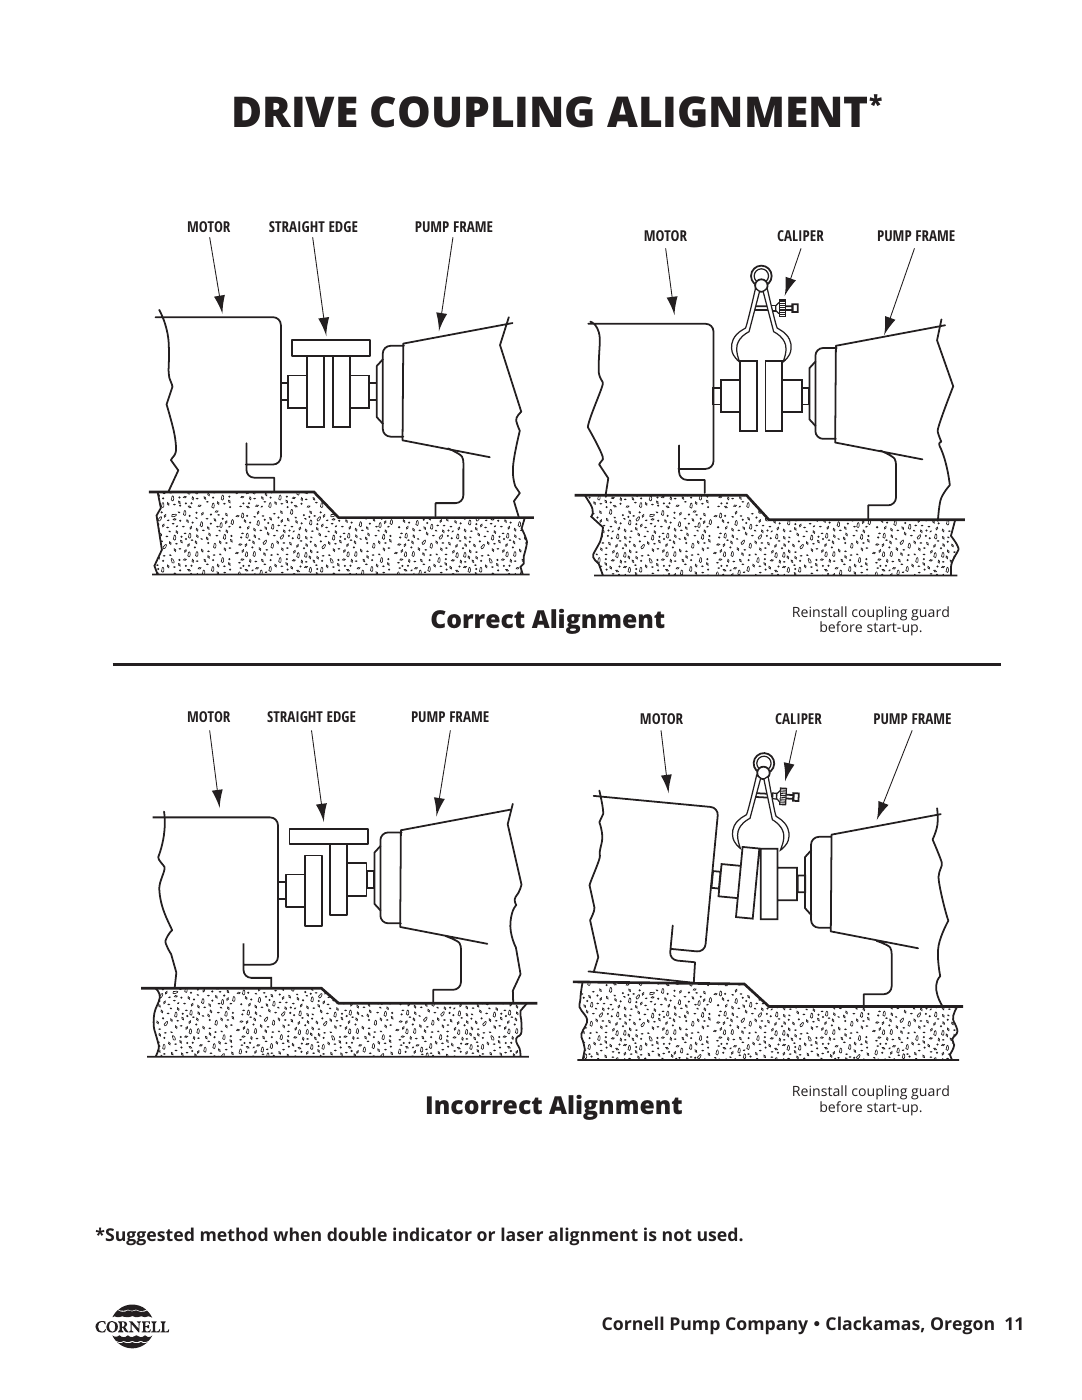 DRIVE COUPLING ALIGNMENT*
MOTOR STRAIGHT EDGE PUMP FRAME
MOTOR CALIPER PUMP FRAME
Correct Alignment
Reinstall coupling guard
before start-up.
MOTOR STRAIGHT EDGE PUMP FRAME
MOTOR CALIPER PUMP FRAME
Incorrect Alignment
Reinstall coupling guard
before start-up.
*Suggested method when double indicator or laser alignment is not used.
CORNELL
Cornell Pump Company • Clackamas, Oregon 11